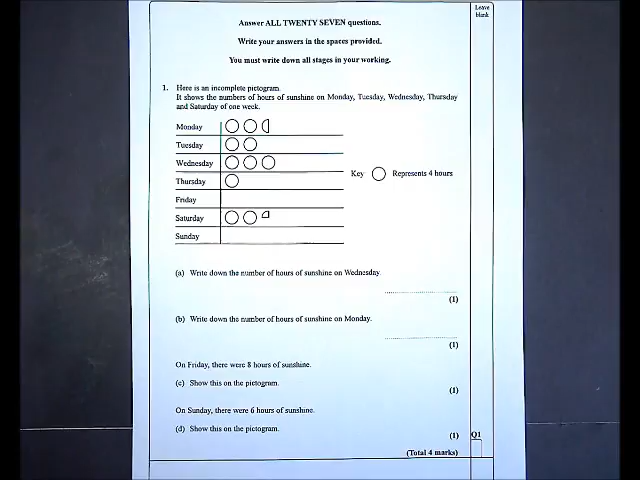 Leave
blank
Answer ALL TWENTY SEVEN questions.
Write your answers in the spaces provided.
You must write down all stages in your working.
1. Here is an incomplete pictogram.
It shows the numbers of hours of sunshine on Monday, Tuesday, Wednesday, Thursday
and Saturday of one week.
Monday
Tuesday
Wednesday
Key Represents 4 hours
Thursday
Friday
Saturday
Sunday
(a) Write down the number of hours of sunshine on Wednesday.
(1)
(b) Write down the number of hours of sunshine on Monday.
(1)
On Friday, there were 8 hours of sunshine.
(c) Show this on the pictogram.
(1)
On Sunday, there were 6 hours of sunshine.
(d) Show this on the pictogram.
(1) Q1
(Total 4 marks)